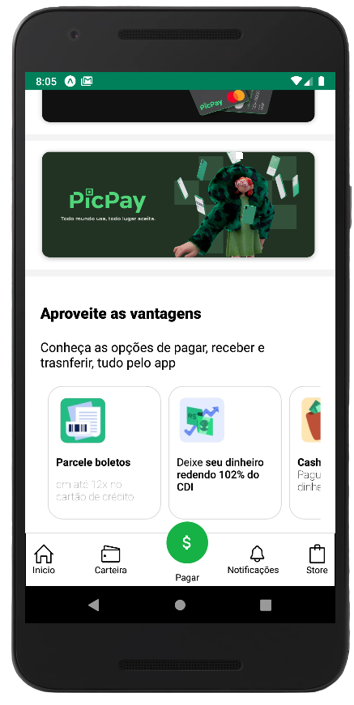 8:05
PicPay
PicPay
Todo mundo usa, todo lugar aceita.
Aproveite as vantagens
Conheça as opções de pagar, receber e
trasnferir, tudo pelo app
Parcele boletos
em até 12x no
cartão de crédito
Deixe seu dinheiro
redendo 102% do
CDI
Cash
Pagu
dinhe
$
Inicio
Carteira
Pagar
Notificações
Store